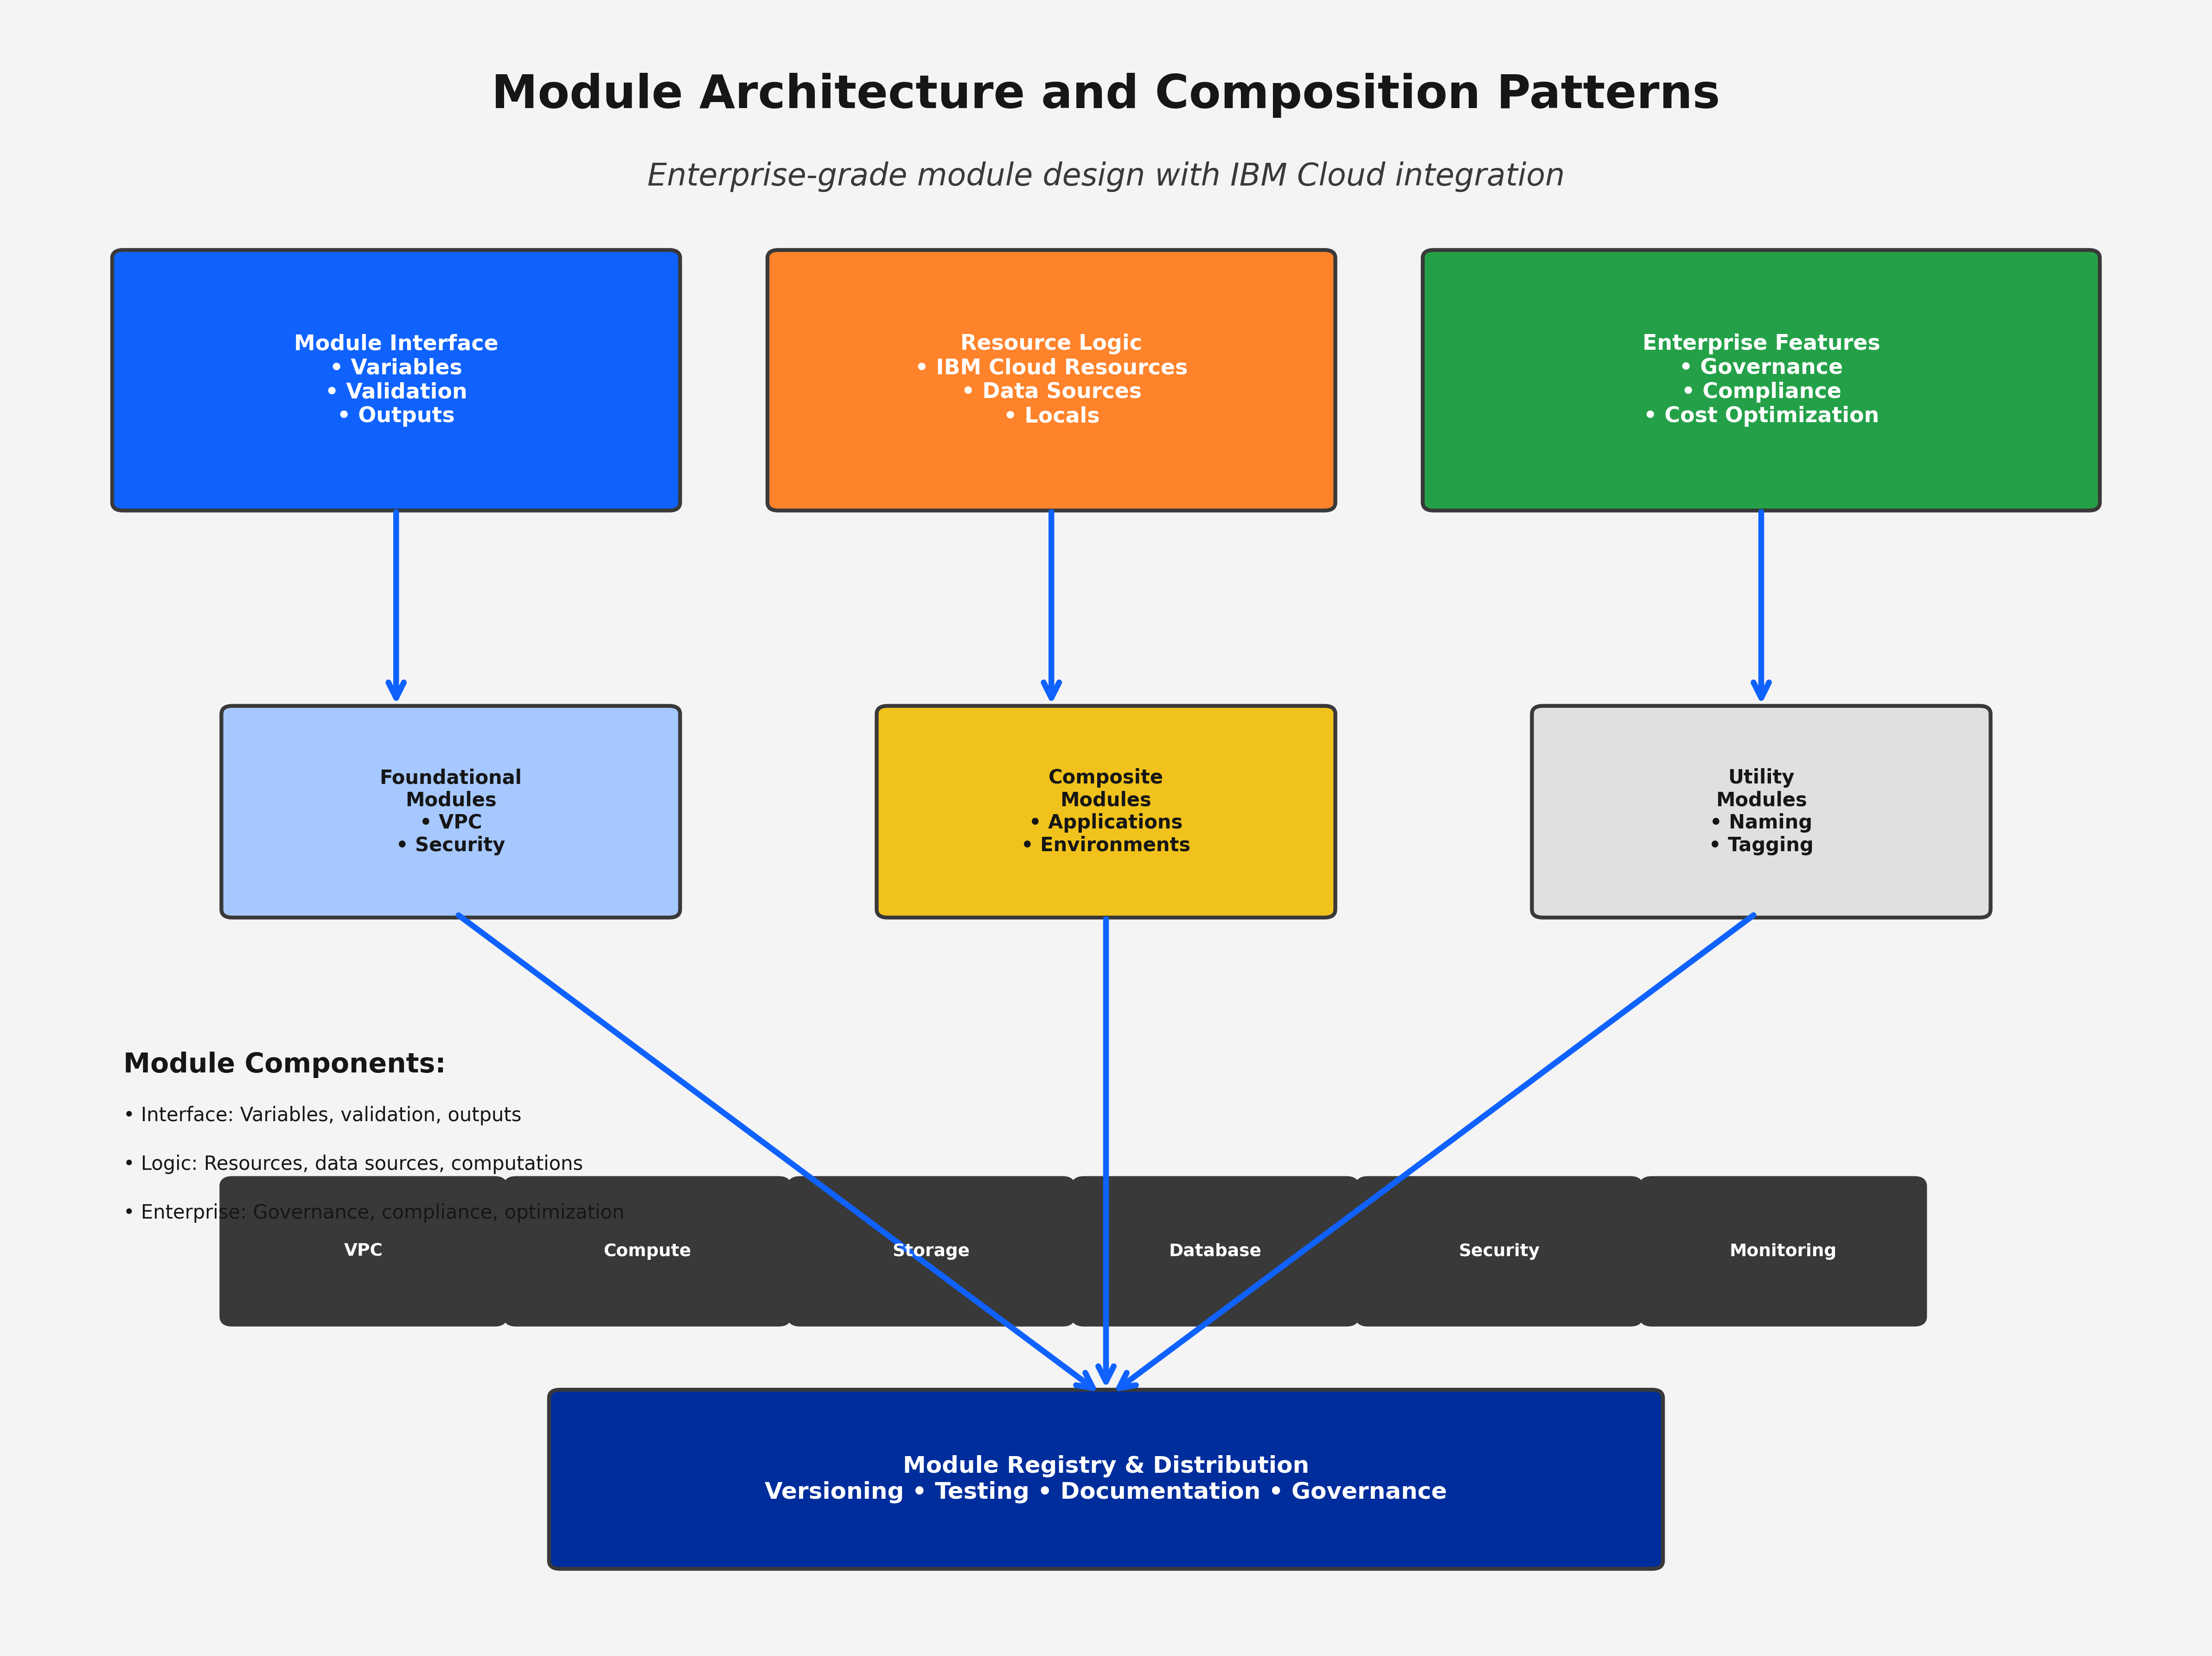 Module Architecture and Composition Patterns
Enterprise-grade module design with IBM Cloud integration
Module Interface
• Variables
• Validation
• Outputs
Resource Logic
• IBM Cloud Resources
• Data Sources
• Locals
Enterprise Features
• Governance
• Compliance
• Cost Optimization
Foundational
Modules
• VPC
• Security
Composite
Modules
• Applications
• Environments
Utility
Modules
• Naming
• Tagging
Module Components:
• Interface: Variables, validation, outputs
• Logic: Resources, data sources, computations
• Enterprise: Governance, compliance, optimization
VPC
Compute
Storage
Database
Security
Monitoring
Module Registry & Distribution
Versioning • Testing • Documentation • Governance